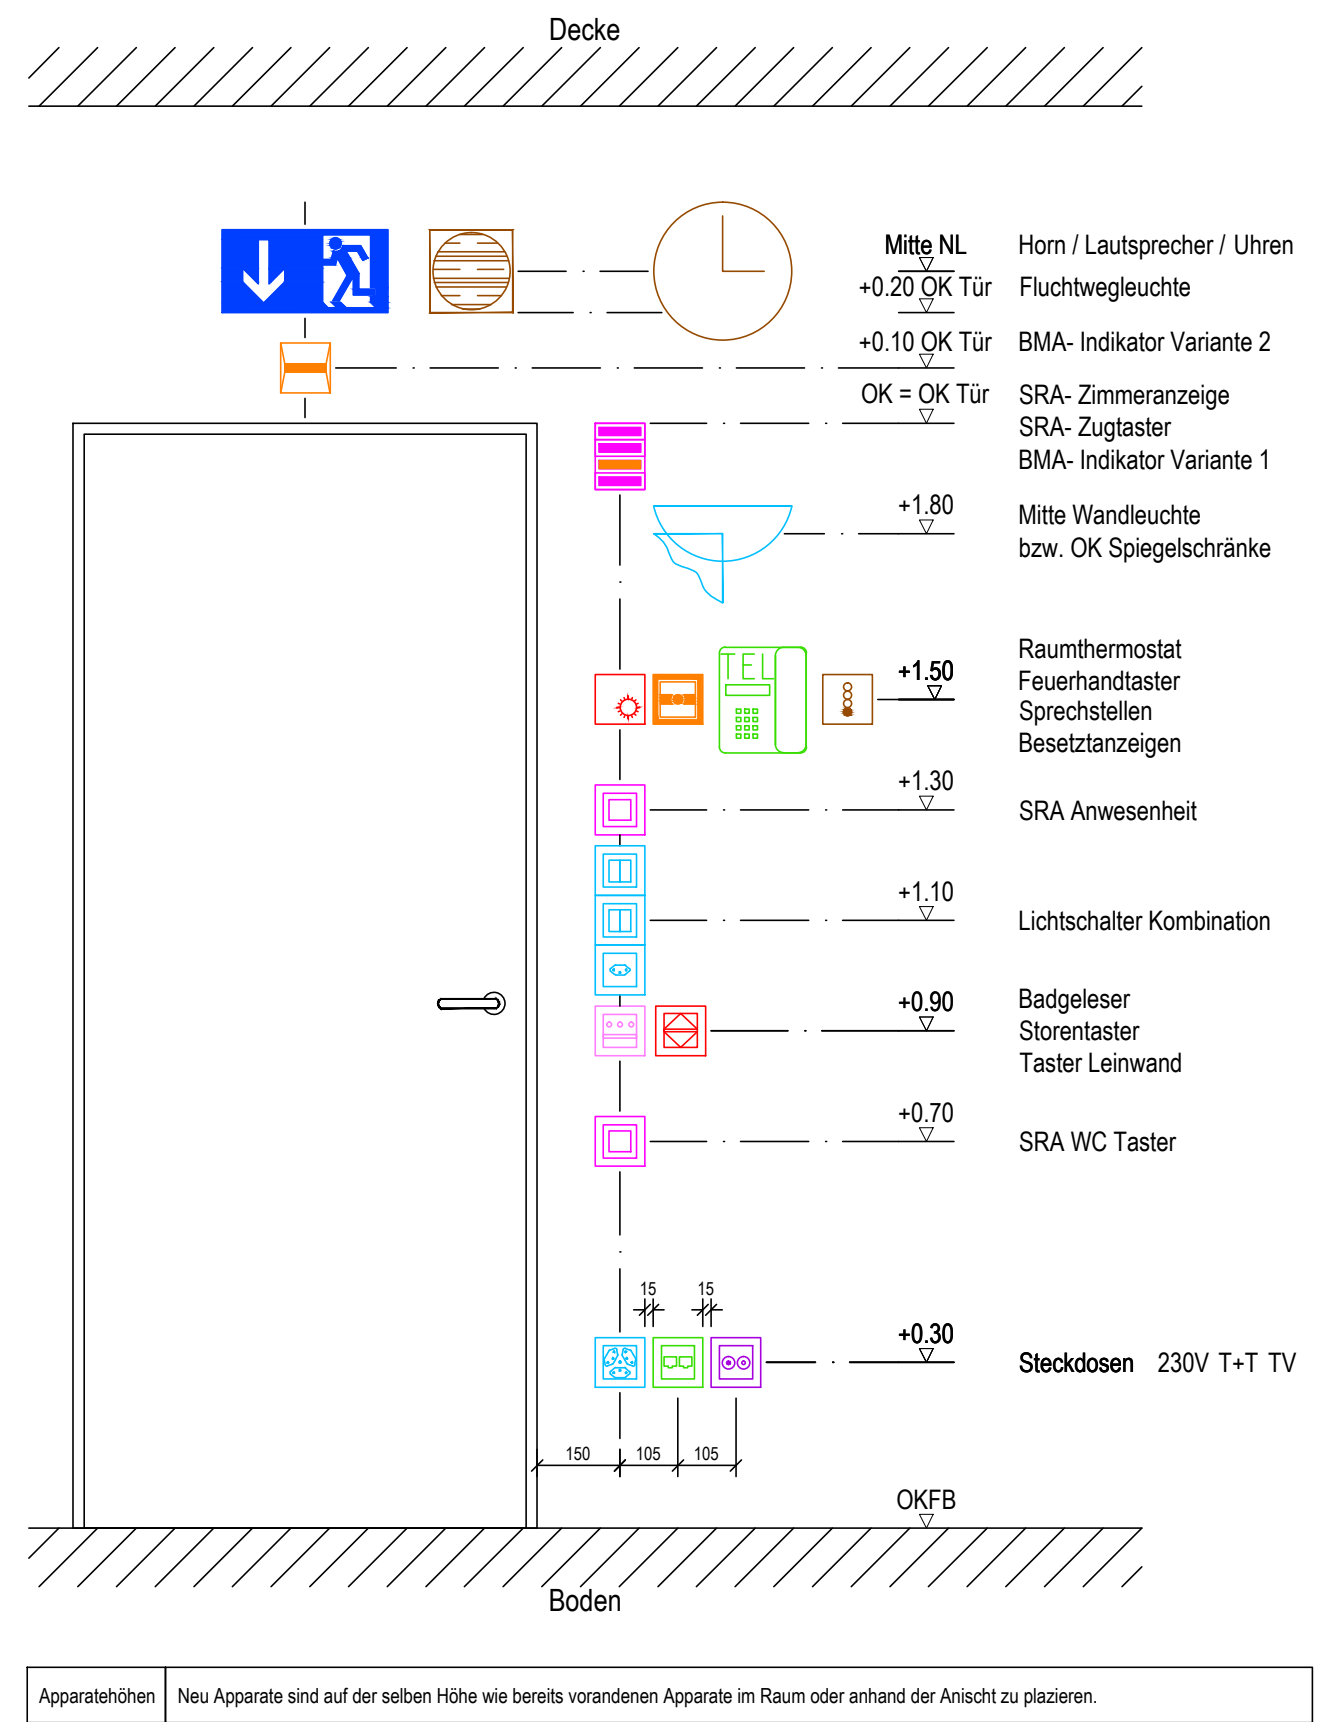 Decke
Mitte NL Horn / Lautsprecher / Uhren
+0.20 OK Tür Fluchtwegleuchte
+0.10 OK Tür BMA- Indikator Variante 2
OK = OK Tür SRA- Zimmeranzeige
SRA- Zugtaster
BMA- Indikator Variante 1
+1.80 Mitte Wandleuchte
bzw. OK Spiegelschränke
TEL
+1.50 Raumthermostat
Feuerhandtaster
Sprechstellen
Besetztanzeigen
+1.30
SRA Anwesenheit
+1.10
Lichtschalter Kombination
+0.90 Badgeleser
Storentaster
Taster Leinwand
+0.70
SRA WC Taster
15 15
+0.30
Steckdosen 230V T+T TV
150 105 105
OKFB
Boden
Apparatehöhen Neu Apparate sind auf der selben Höhe wie bereits vorandenen Apparate im Raum oder anhand der Anischt zu plazieren.